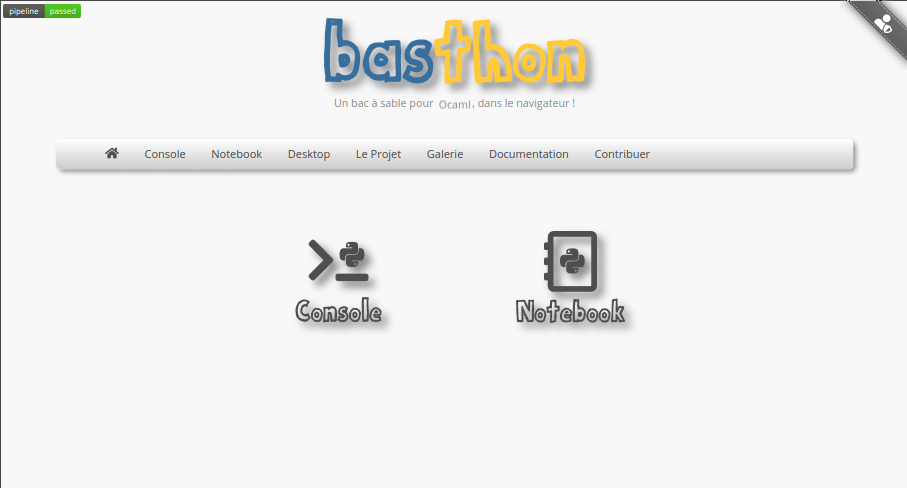 pipeline passed
basthon
Un bac à sable pour Ocaml, dans le navigateur !
Console Notebook Desktop Le Projet Galerie Documentation Contribuer
Console Notebook